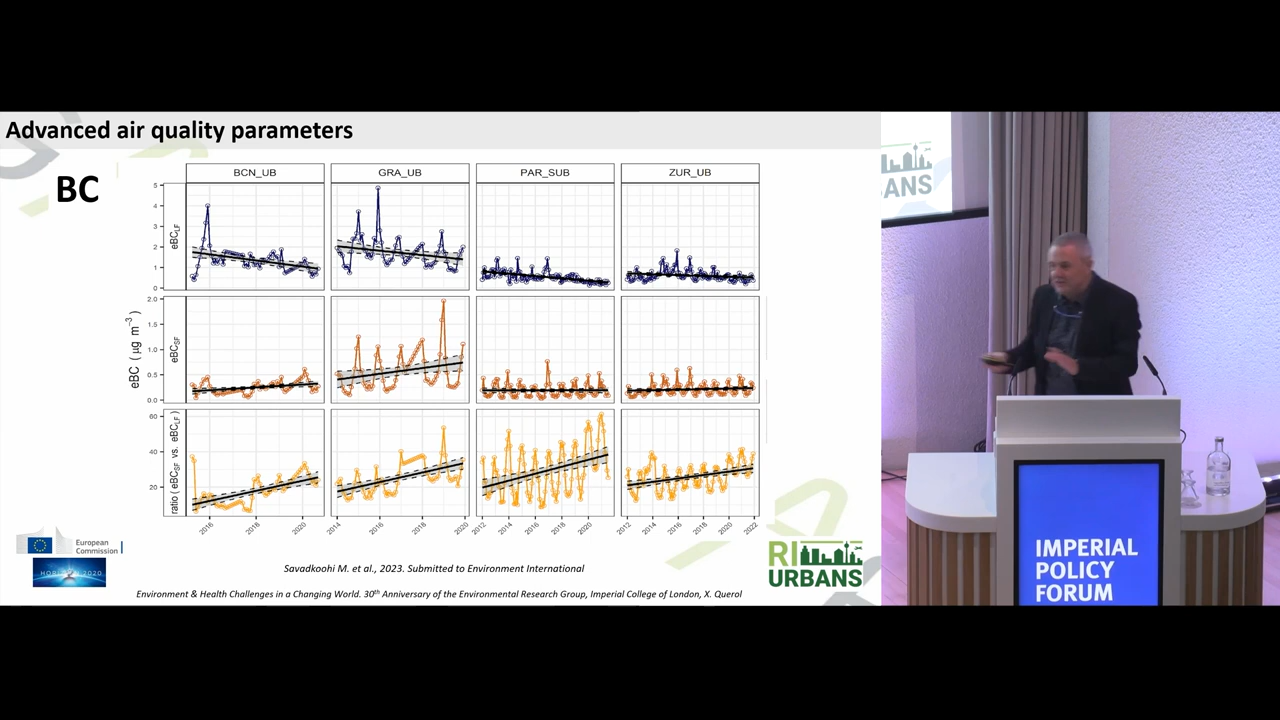 Advanced air quality parameters
BC
BCN_UB
GRA_UB
PAR_SUB
ZUR_UB
eBC (µg m⁻³)
eBC_LF
5
4
3
2
1
0
eBC_SF
2.0
1.5
1.0
0.5
0.0
ratio ( eBC_SF vs. eBC_LF )
60
40
20
2016 2018 2020
2014 2016 2018 2020
2012 2014 2016 2018 2020
2012 2014 2016 2018 2020 2022
European
Commission
HORIZON 2020
Savadkoohi M. et al., 2023. Submitted to Environment International
Environment & Health Challenges in a Changing World. 30th Anniversary of the Environmental Research Group, Imperial College of London, X. Querol
RI
URBANS
ANS
IMPERIAL
POLICY
FORUM